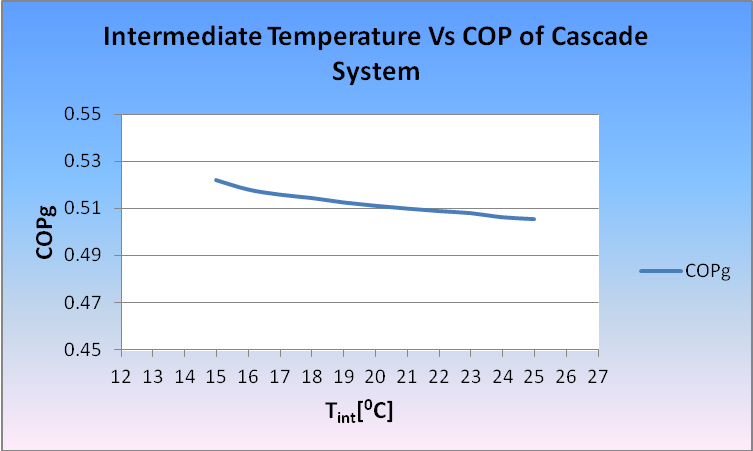 Intermediate Temperature Vs COP of Cascade
System
0.55
0.53
0.51
0.49
0.47
0.45
COPg
12 13 14 15 16 17 18 19 20 21 22 23 24 25 26 27
Tint[⁰C]
COPg